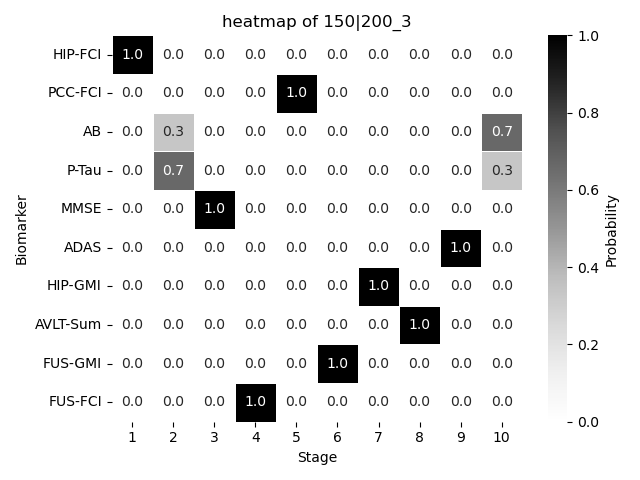 heatmap of 150|200_3
HIP-FCI 1.0 0.0 0.0 0.0 0.0 0.0 0.0 0.0 0.0 0.0
PCC-FCI 0.0 0.0 0.0 0.0 1.0 0.0 0.0 0.0 0.0 0.0
AB 0.0 0.3 0.0 0.0 0.0 0.0 0.0 0.0 0.0 0.7
P-Tau 0.0 0.7 0.0 0.0 0.0 0.0 0.0 0.0 0.0 0.3
MMSE 0.0 0.0 1.0 0.0 0.0 0.0 0.0 0.0 0.0 0.0
ADAS 0.0 0.0 0.0 0.0 0.0 0.0 0.0 0.0 1.0 0.0
HIP-GMI 0.0 0.0 0.0 0.0 0.0 0.0 1.0 0.0 0.0 0.0
AVLT-Sum 0.0 0.0 0.0 0.0 0.0 0.0 0.0 1.0 0.0 0.0
FUS-GMI 0.0 0.0 0.0 0.0 0.0 1.0 0.0 0.0 0.0 0.0
FUS-FCI 0.0 0.0 0.0 1.0 0.0 0.0 0.0 0.0 0.0 0.0
1 2 3 4 5 6 7 8 9 10
Stage
Biomarker
1.0
0.8
0.6
0.4
0.2
0.0
Probability